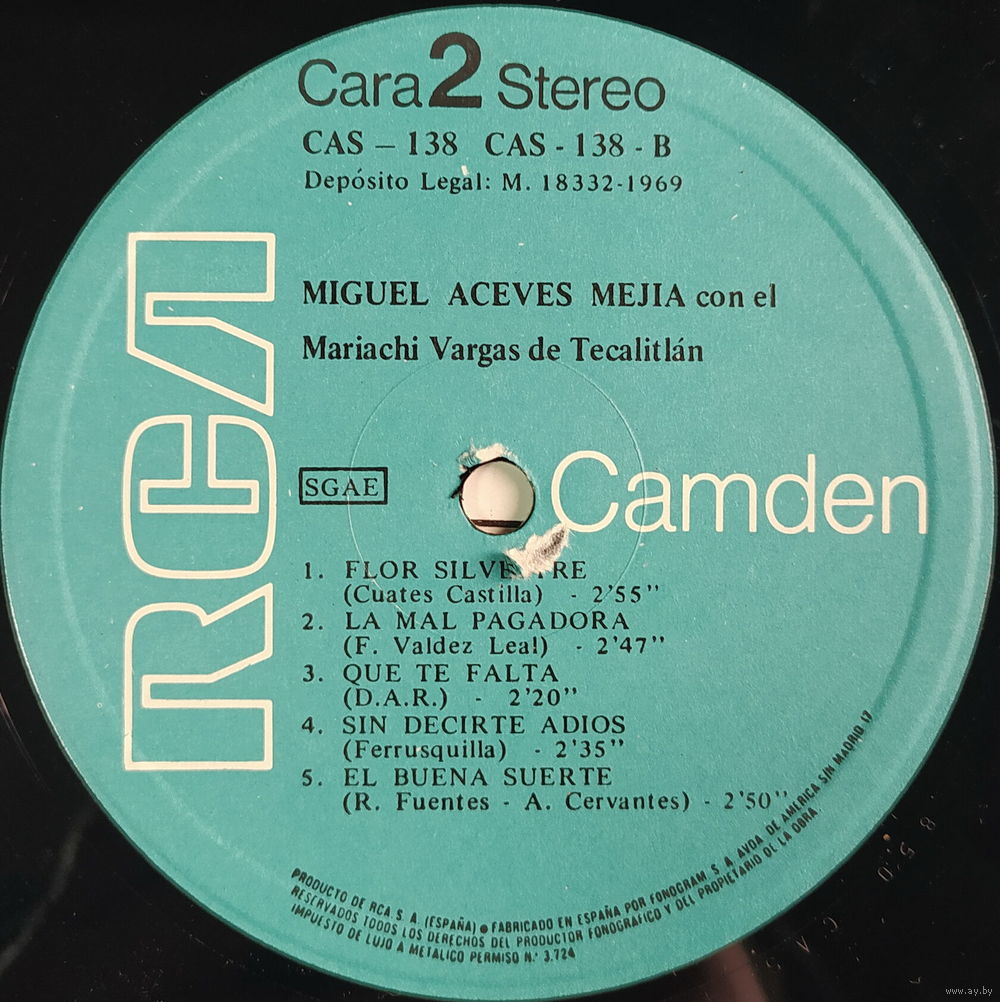 Cara 2 Stereo
CAS – 138 CAS - 138 - B
Depósito Legal: M. 18332-1969
MIGUEL ACEVES MEJIA con el
Mariachi Vargas de Tecalitlán
RCA
SGAE
Camden
1. FLOR SILVESTRE
(Cuates Castilla) - 2'55"
2. LA MAL PAGADORA
(F. Valdez Leal) - 2'47"
3. QUE TE FALTA
(D.A.R.) - 2'20"
4. SIN DECIRTE ADIOS
(Ferrusquilla) - 2'35"
5. EL BUENA SUERTE
(R. Fuentes - A. Cervantes) - 2'50"
PRODUCTO DE RCA S. A. (ESPAÑA) ● FABRICADO EN ESPAÑA POR FONOGRAM S. A. AVDA DE AMERICA S/N MADRID 17
RESERVADOS TODOS LOS DERECHOS DEL PRODUCTOR FONOGRAFICO Y DEL PROPIETARIO DE LA OBRA
IMPUESTO DE LUJO A METALICO PERMISO N.º 3.724
www.ay.by